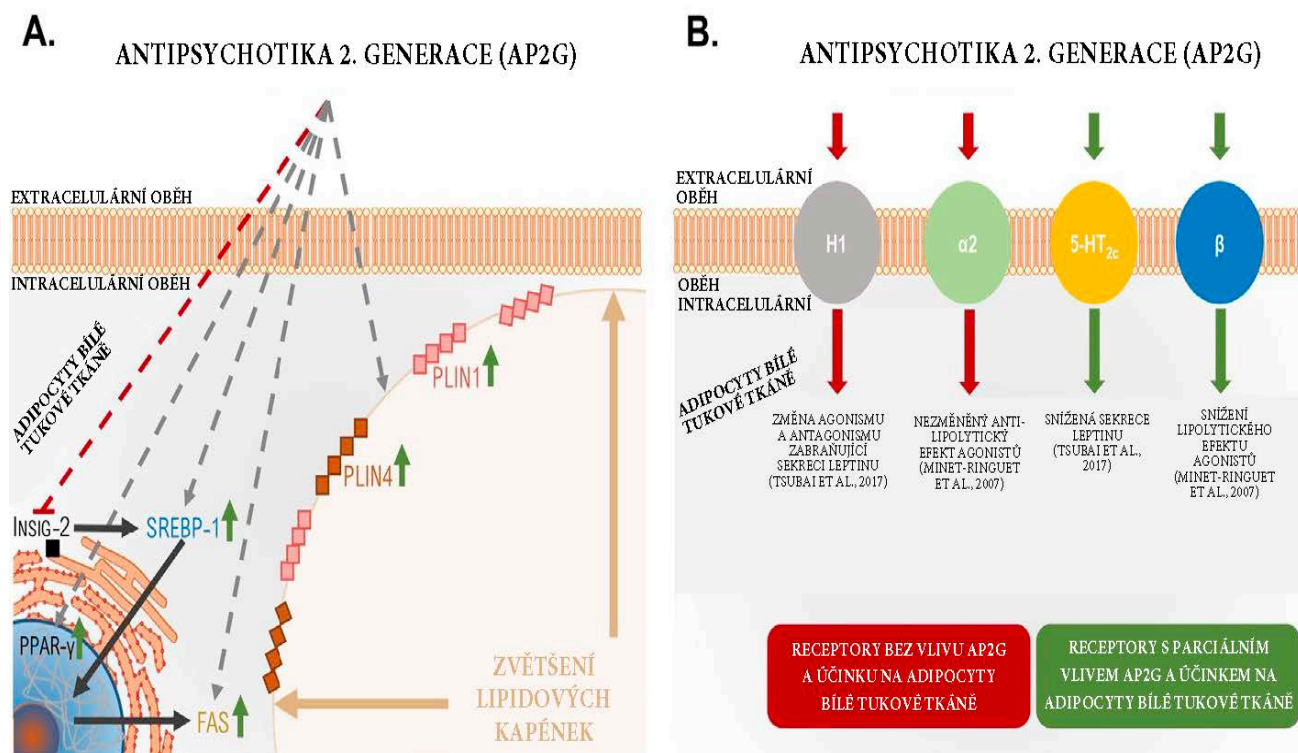 A.
ANTIPSYCHOTIKA 2. GENERACE (AP2G)
EXTRACELULÁRNÍ OBĚH
INTRACELULÁRNÍ OBĚH
ADIPOCYTY BÍLÉ
TUKOVÉ TKÁNĚ
PLIN1
PLIN4
INSIG-2
SREBP-1
PPAR-γ
FAS
ZVĚTŠENÍ
LIPIDOVÝCH
KAPÉNEK
B.
ANTIPSYCHOTIKA 2. GENERACE (AP2G)
EXTRACELULÁRNÍ
OBĚH
H1
α2
5-HT2c
β
OBĚH
INTRACELULÁRNÍ
ADIPOCYTY BÍLÉ
TUKOVÉ TKÁNĚ
ZMĚNA AGONISMU
A ANTAGONISMU
ZABRAŇUJÍCÍ
SEKRECI LEPTINU
(TSUBAI ET AL., 2017)
NEZMĚNĚNÝ ANTI-
LIPOLYTICKÝ
EFEKT AGONISTŮ
(MINET-RINGUET
ET AL., 2007)
SNÍŽENÁ SEKRECE
LEPTINU
(TSUBAI ET AL.,
2017)
SNÍŽENÍ
LIPOLYTICKÉHO
EFEKTU
AGONISTŮ
(MINET-RINGUET
ET AL., 2007)
RECEPTORY BEZ VLIVU AP2G
A ÚČINKU NA ADIPOCYTY
BÍLÉ TUKOVÉ TKÁNĚ
RECEPTORY S PARCIÁLNÍM
VLIVEM AP2G A ÚČINKEM NA
ADIPOCYTY BÍLÉ TUKOVÉ TKÁNĚ